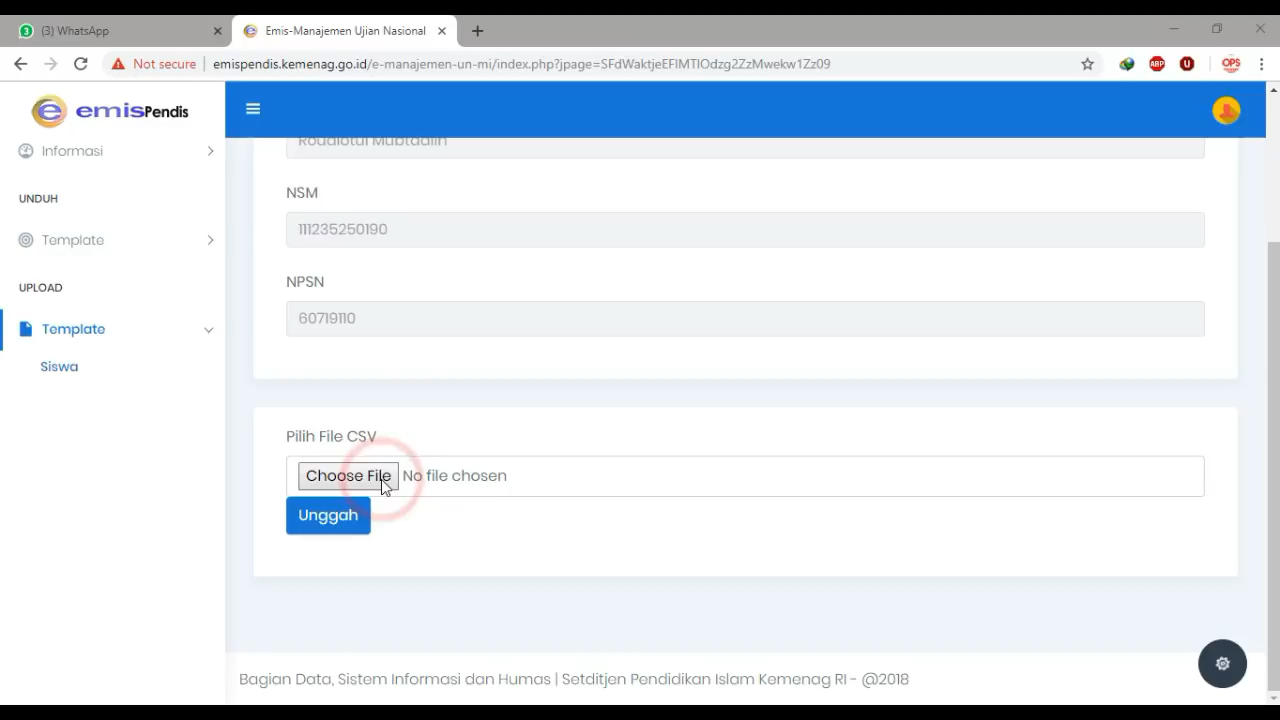 (3) WhatsApp
Emis-Manajemen Ujian Nasional
Not secure
emispendis.kemenag.go.id/e-manajemen-un-mi/index.php?jpage=SFdWaktjeEFIMTIOdzg2ZzMwekw1Zz09
ABP
OPS
emisPendis
Informasi
UNDUH
Template
UPLOAD
Template
Siswa
Roudlotul Mubtadiin
NSM
111235250190
NPSN
60719110
Pilih File CSV
Choose File No file chosen
Unggah
Bagian Data, Sistem Informasi dan Humas | Setditjen Pendidikan Islam Kemenag RI - @2018